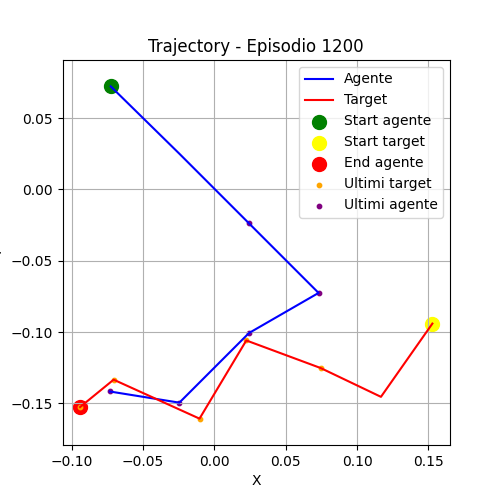 Trajectory - Episodio 1200
Agente
Target
Start agente
Start target
End agente
Ultimi target
Ultimi agente
0.05
0.00
−0.05
−0.10
−0.15
−0.10
−0.05
0.00
0.05
0.10
0.15
X